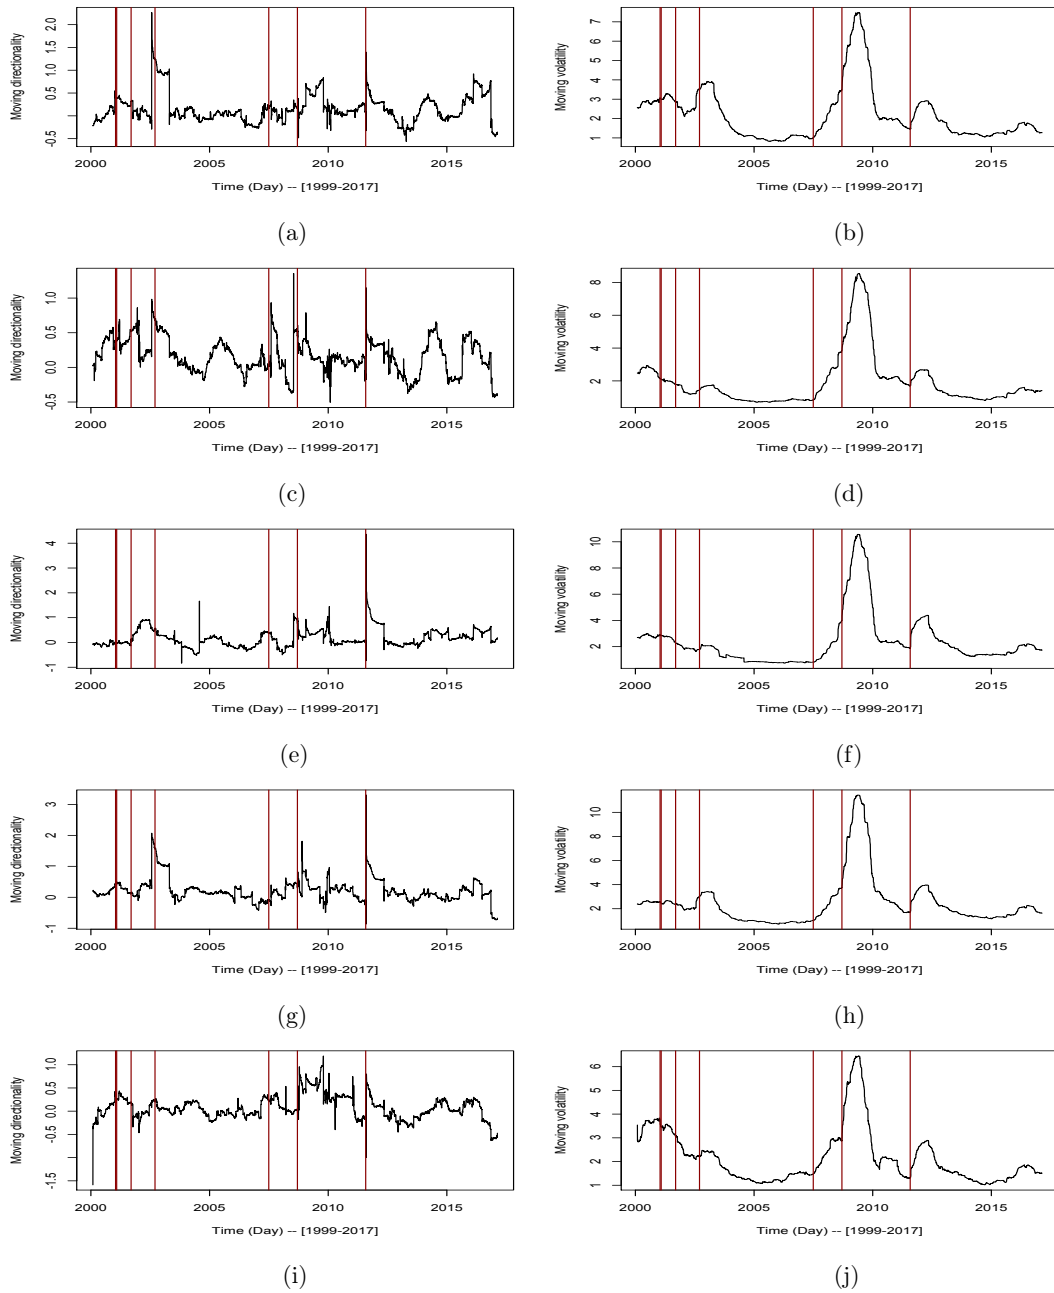 Moving directionality
-0.5 0.5 1.0 1.5 2.0
2000 2005 2010 2015
Time (Day) -- [1999-2017]
(a)
Moving volatility
1 2 3 4 5 6 7
2000 2005 2010 2015
Time (Day) -- [1999-2017]
(b)
Moving directionality
-0.5 0.0 0.5 1.0
2000 2005 2010 2015
Time (Day) -- [1999-2017]
(c)
Moving volatility
2 4 6 8
2000 2005 2010 2015
Time (Day) -- [1999-2017]
(d)
Moving directionality
-1 0 1 2 3 4
2000 2005 2010 2015
Time (Day) -- [1999-2017]
(e)
Moving volatility
2 4 6 8 10
2000 2005 2010 2015
Time (Day) -- [1999-2017]
(f)
Moving directionality
-1 0 1 2 3
2000 2005 2010 2015
Time (Day) -- [1999-2017]
(g)
Moving volatility
2 4 6 8 10
2000 2005 2010 2015
Time (Day) -- [1999-2017]
(h)
Moving directionality
-1.5 -0.5 0.0 0.5 1.0
2000 2005 2010 2015
Time (Day) -- [1999-2017]
(i)
Moving volatility
1 2 3 4 5 6
2000 2005 2010 2015
Time (Day) -- [1999-2017]
(j)